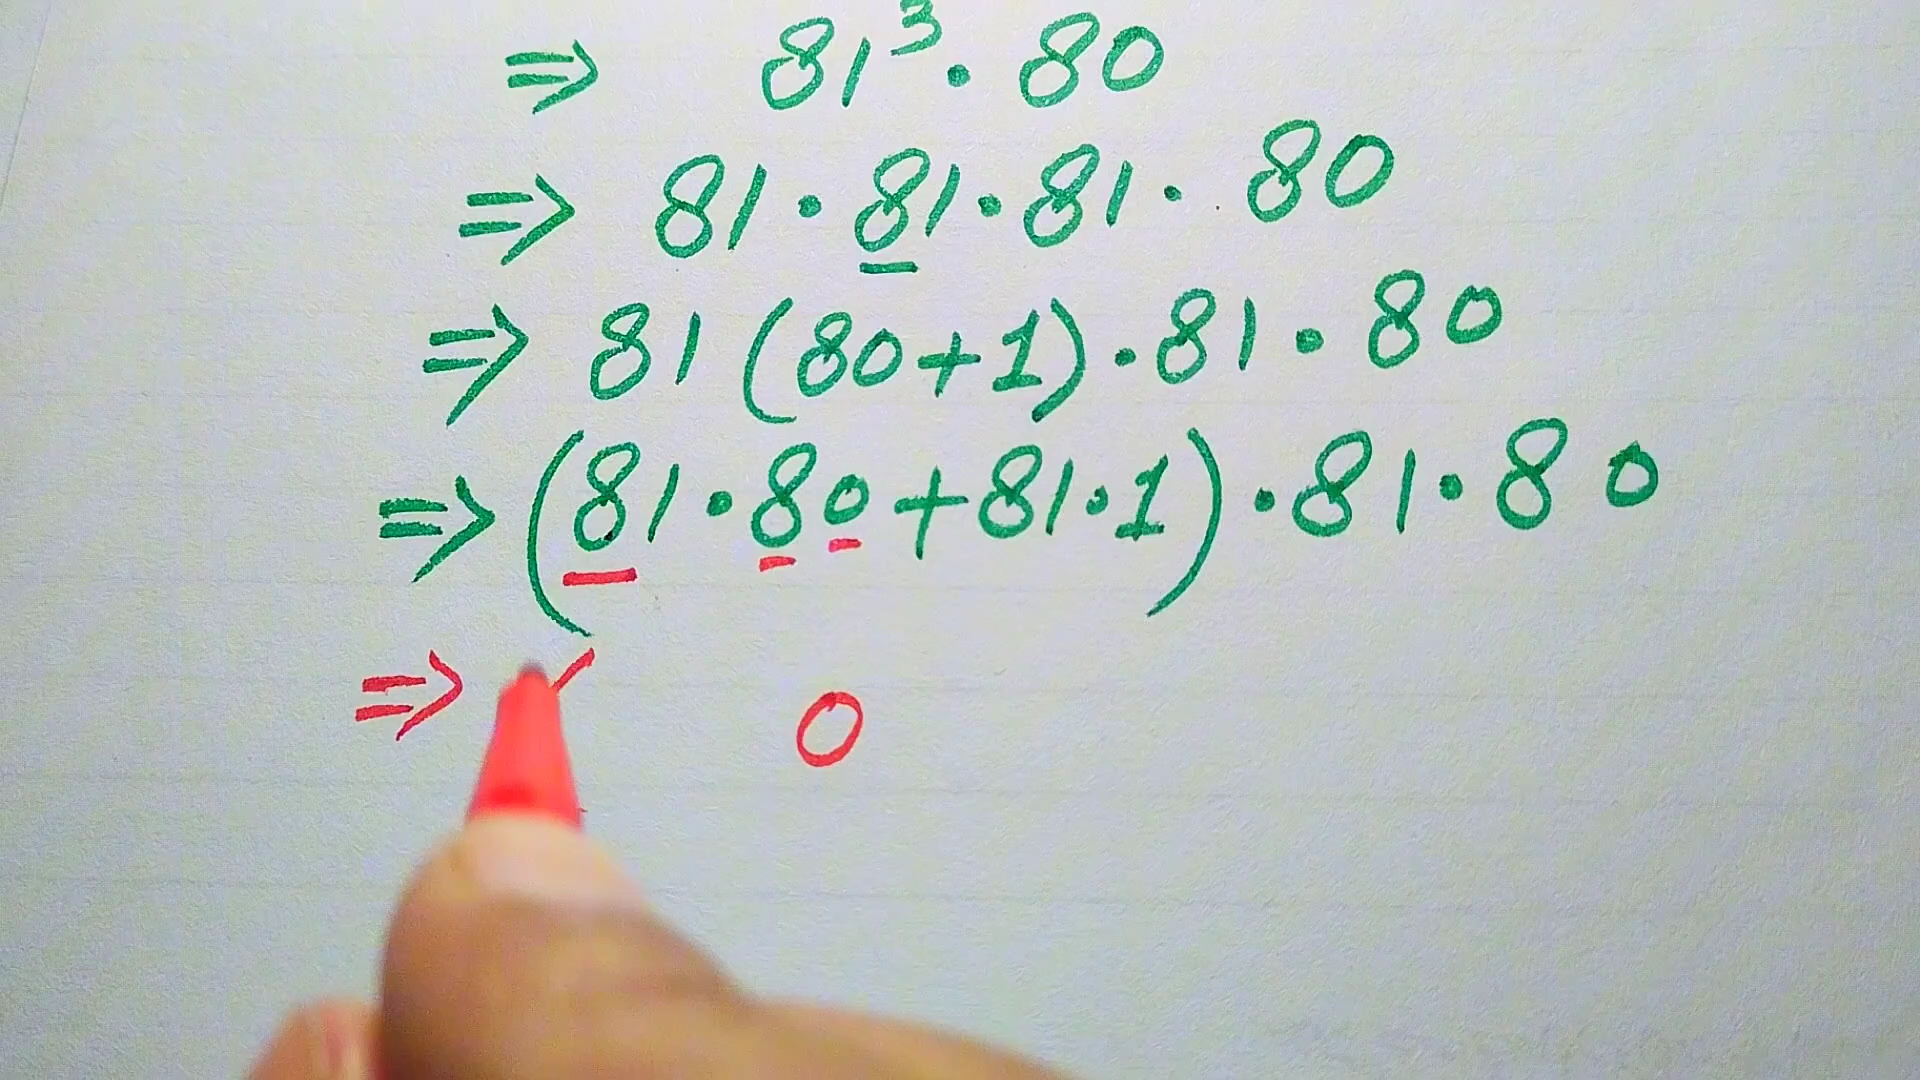 ⇒ 81³ · 80
⇒ 81 · 81 · 81 · 80
⇒ 81 (80+1) · 81 · 80
⇒ (81 · 80 + 81 · 1) · 81 · 80
⇒ ( 0